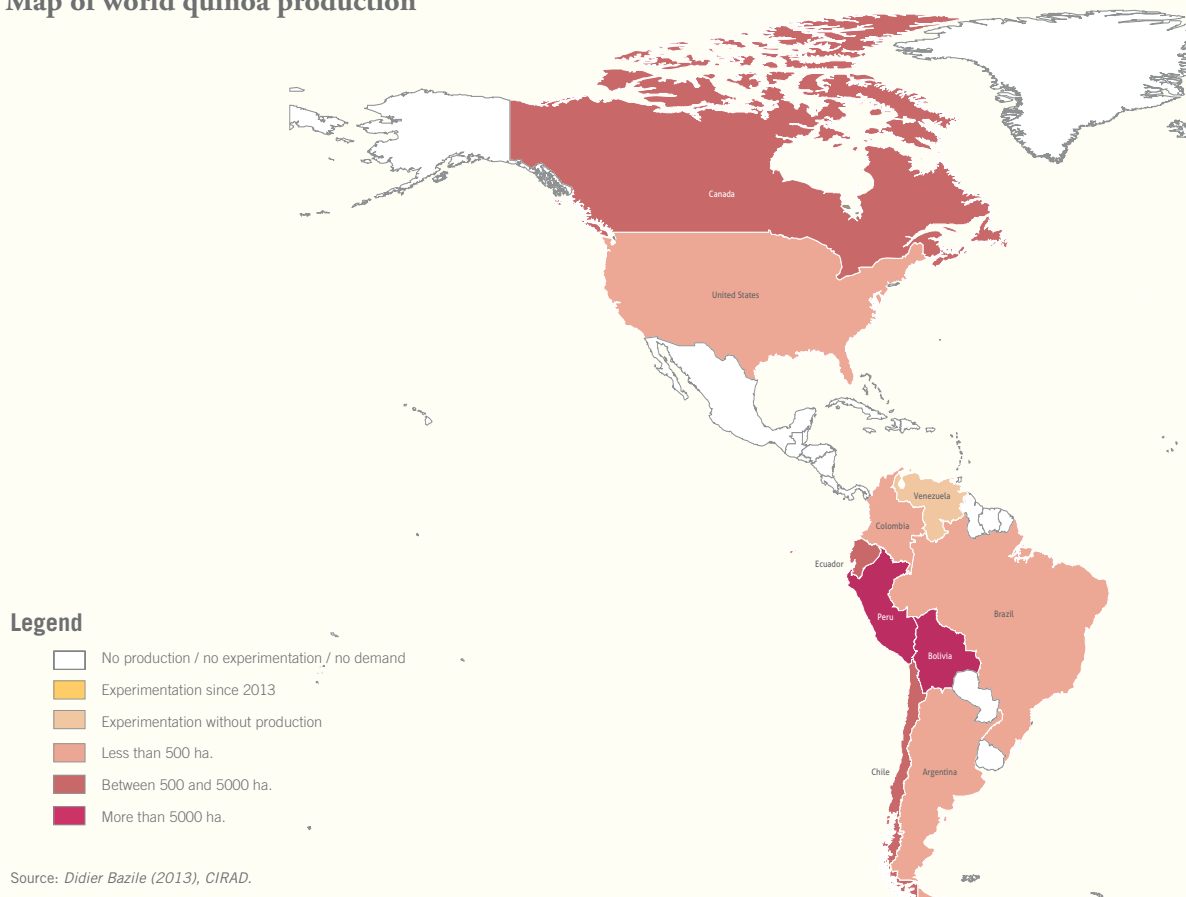 Map of world quinoa production
Canada
United States
Venezuela
Colombia
Ecuador
Peru
Brazil
Bolivia
Chile
Argentina
Legend
No production / no experimentation / no demand
Experimentation since 2013
Experimentation without production
Less than 500 ha.
Between 500 and 5000 ha.
More than 5000 ha.
Source: Didier Bazile (2013), CIRAD.